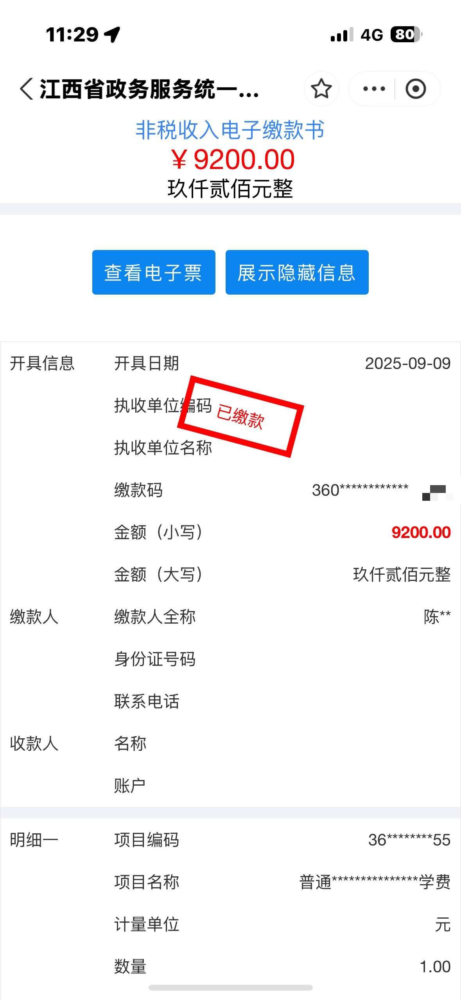 11:29
4G 80
江西省政务服务统一...
非税收入电子缴款书
￥9200.00
玖仟贰佰元整
查看电子票 展示隐藏信息
开具信息 开具日期 2025-09-09
执收单位编码
已缴款
执收单位名称
缴款码 360************
金额（小写） 9200.00
金额（大写） 玖仟贰佰元整
缴款人 缴款人全称 陈**
身份证号码
联系电话
收款人 名称
账户
明细一 项目编码 36********55
项目名称 普通***************学费
计量单位 元
数量 1.00